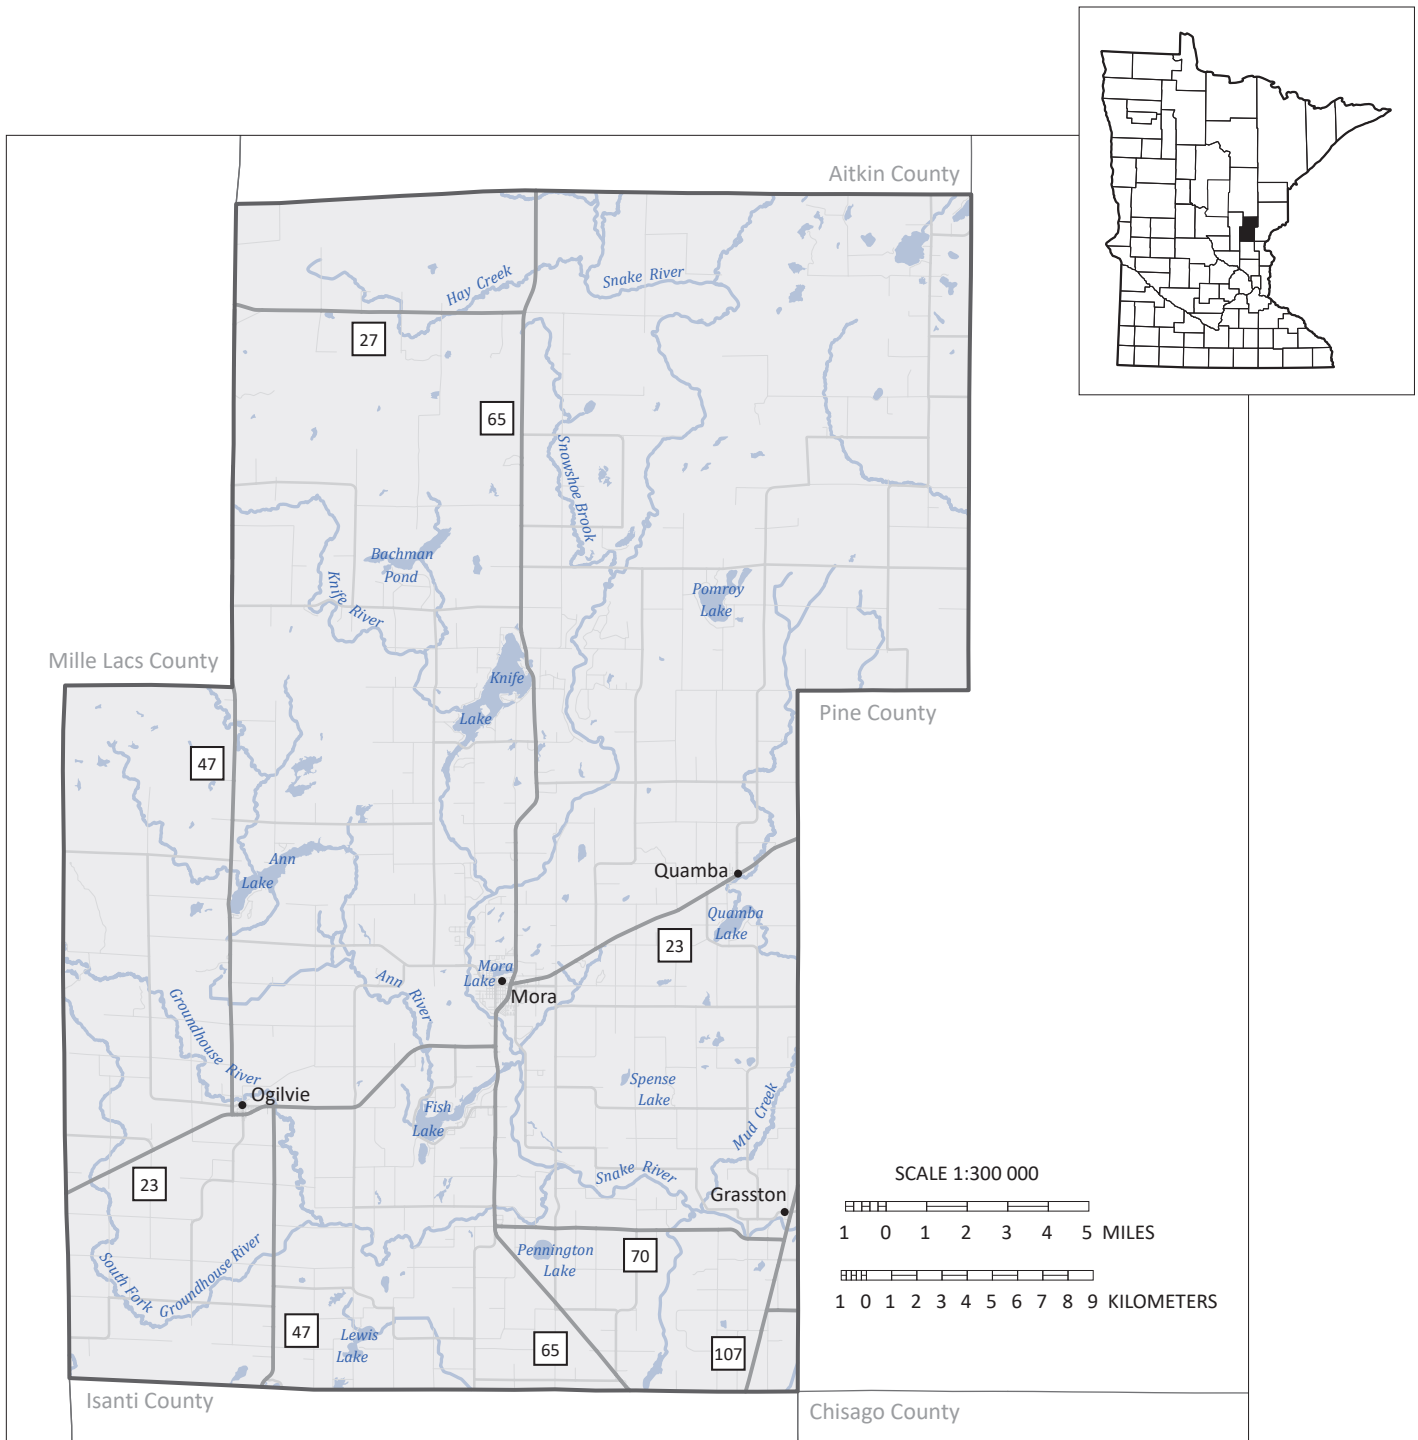 Aitkin County
Hay Creek
Snake River
27
65
Snowshoe Brook
Bachman
Pond
Knife River
Pomroy
Lake
Mille Lacs County
Knife
Lake
Pine County
47
Ann
Lake
Quamba
Quamba
Lake
23
Mora
Lake
Mora
Ann River
Groundhouse River
Ogilvie
Spense
Lake
Fish
Lake
Mud Creek
23
Snake River
Grasston
SCALE 1:300 000
1 0 1 2 3 4 5 MILES
1 0 1 2 3 4 5 6 7 8 9 KILOMETERS
Pennington
Lake
70
South Fork Groundhouse River
47
Lewis
Lake
65
107
Isanti County
Chisago County